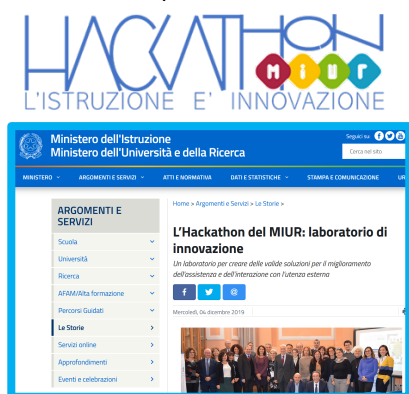 HACKATHON
MIUR
L'ISTRUZIONE E' INNOVAZIONE
Ministero dell'Istruzione
Ministero dell'Università e della Ricerca
Seguici su
Cerca nel sito
MINISTERO ARGOMENTI E SERVIZI ATTI E NORMATIVA DATI E STATISTICHE STAMPA E COMUNICAZIONE UR
Home > Argomenti e Servizi > Le Storie >
ARGOMENTI E
SERVIZI
Scuola
Università
Ricerca
AFAM/Alta formazione
Percorsi Guidati
Le Storie
Servizi online
Approfondimenti
Eventi e celebrazioni
L'Hackathon del MIUR: laboratorio di
innovazione
Un laboratorio per creare delle valide soluzioni per il miglioramento
dell'assistenza e dell'interazione con l'utenza esterna
Mercoledì, 04 dicembre 2019